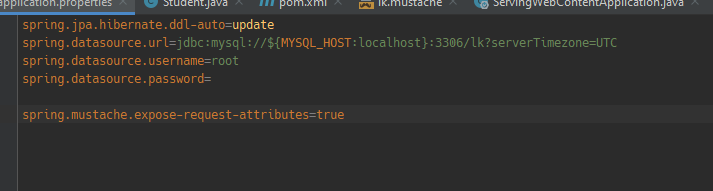 application.properties Student.java pom.xml lk.mustache ServingWebContentApplication.java
spring.jpa.hibernate.ddl-auto=update
spring.datasource.url=jdbc:mysql://${MYSQL_HOST:localhost}:3306/lk?serverTimezone=UTC
spring.datasource.username=root
spring.datasource.password=
spring.mustache.expose-request-attributes=true